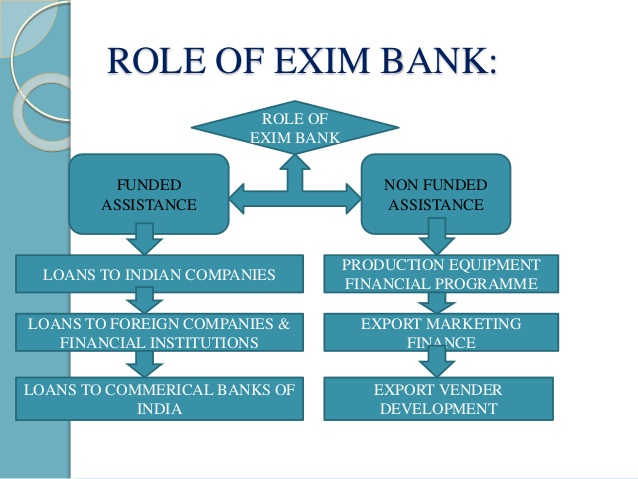 ROLE OF EXIM BANK:
ROLE OF
EXIM BANK
FUNDED
ASSISTANCE
NON FUNDED
ASSISTANCE
LOANS TO INDIAN COMPANIES
PRODUCTION EQUIPMENT
FINANCIAL PROGRAMME
LOANS TO FOREIGN COMPANIES &
FINANCIAL INSTITUTIONS
EXPORT MARKETING
FINANCE
LOANS TO COMMERICAL BANKS OF
INDIA
EXPORT VENDER
DEVELOPMENT